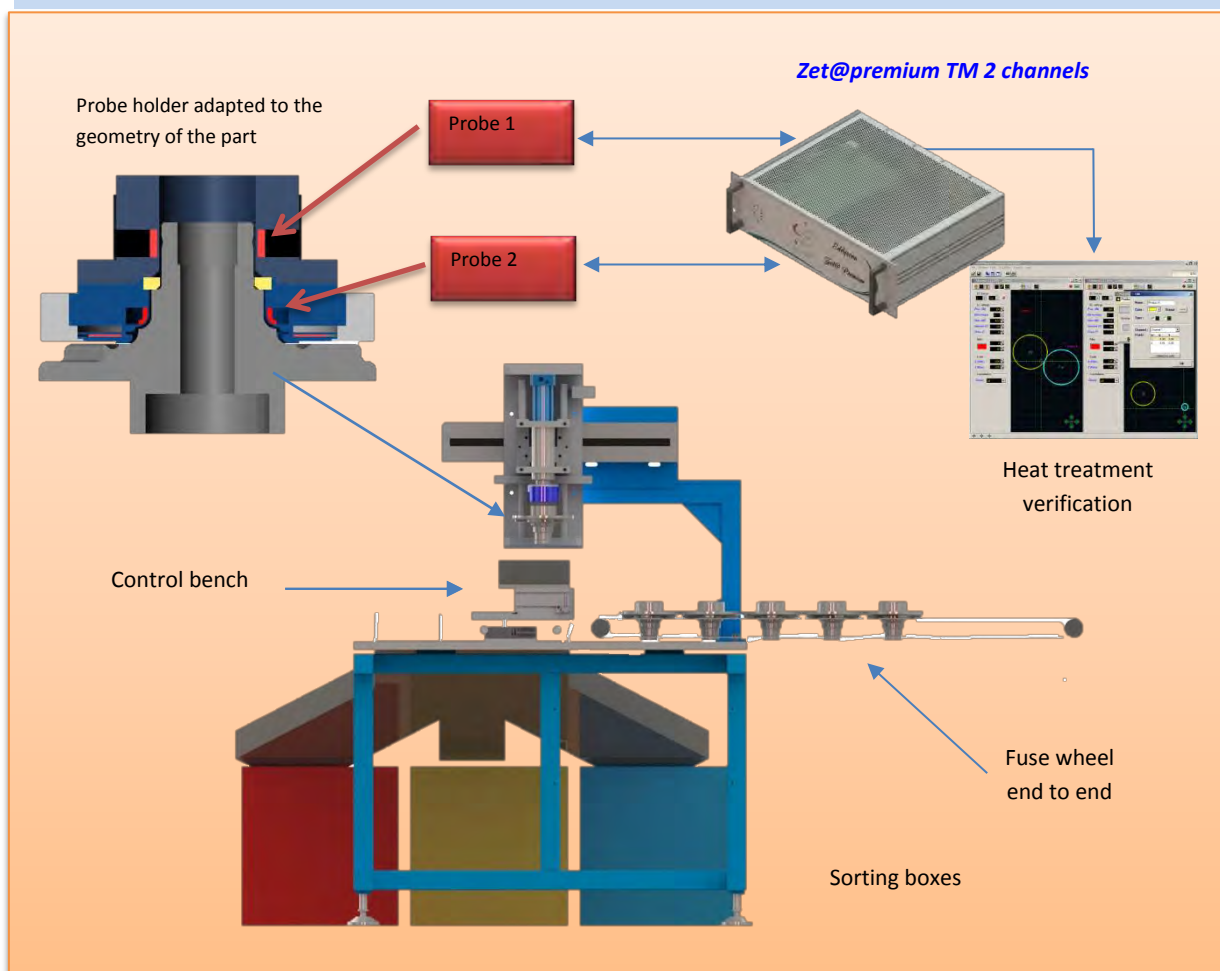 Zet@premium TM 2 channels
Probe holder adapted to the
geometry of the part
Probe 1
Probe 2
Heat treatment
verification
Control bench
Fuse wheel
end to end
Sorting boxes